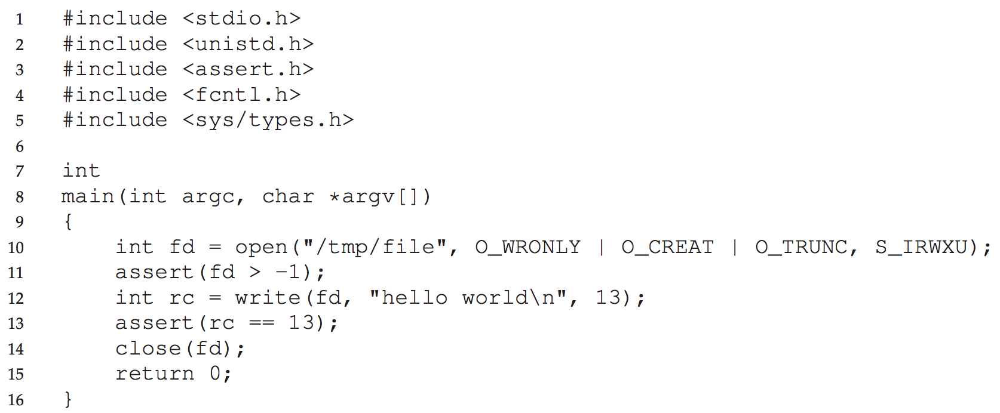 1 #include <stdio.h>
2 #include <unistd.h>
3 #include <assert.h>
4 #include <fcntl.h>
5 #include <sys/types.h>
6
7 int
8 main(int argc, char *argv[])
9 {
10 int fd = open("/tmp/file", O_WRONLY | O_CREAT | O_TRUNC, S_IRWXU);
11 assert(fd > -1);
12 int rc = write(fd, "hello world\n", 13);
13 assert(rc == 13);
14 close(fd);
15 return 0;
16 }